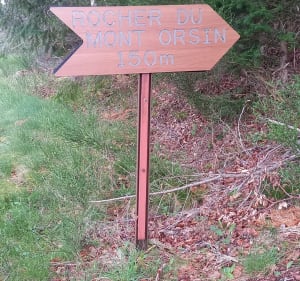 ROCHER DU
MONT ORSIN
150m